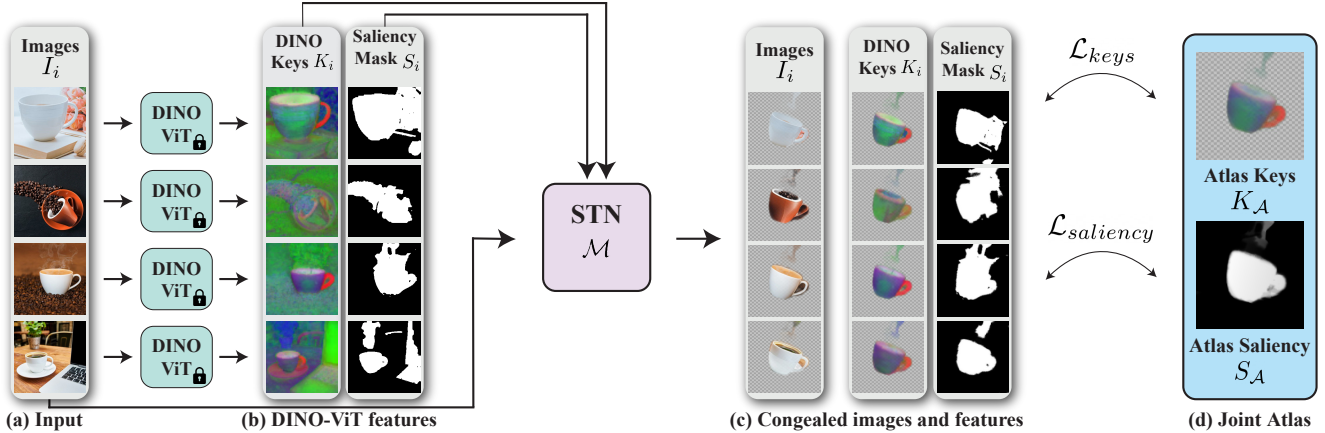 Images
I_i
DINO
ViT
DINO
ViT
DINO
ViT
DINO
ViT
DINO
Keys K_i
Saliency
Mask S_i
STN
M
Images
I_i
DINO
Keys K_i
Saliency
Mask S_i
L_keys
L_saliency
Atlas Keys
K_A
Atlas Saliency
S_A
(a) Input
(b) DINO-ViT features
(c) Congealed images and features
(d) Joint Atlas